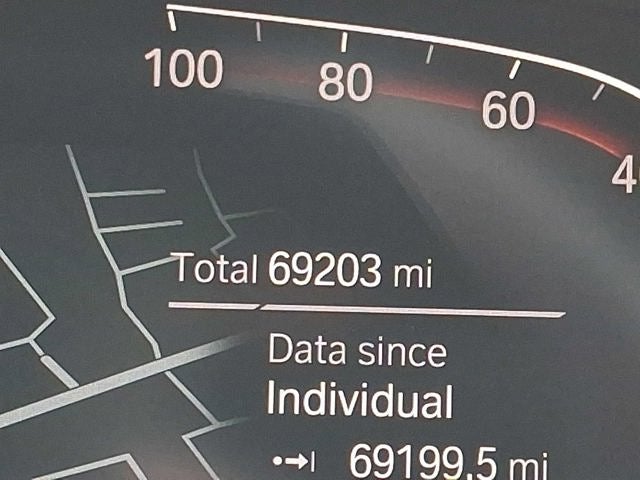 100 80 60
Total 69203 mi
Data since
Individual
69199.5 mi